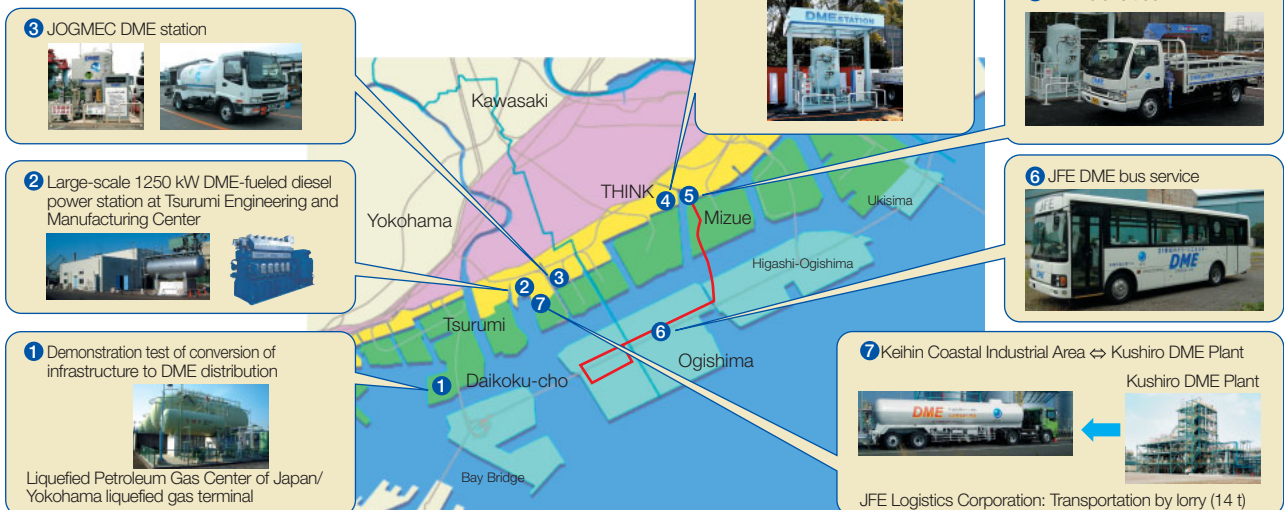 3 JOGMEC DME station
DME
2 Large-scale 1250 kW DME-fueled diesel
power station at Tsurumi Engineering and
Manufacturing Center
1 Demonstration test of conversion of
infrastructure to DME distribution
Liquefied Petroleum Gas Center of Japan/
Yokohama liquefied gas terminal
Kawasaki
Yokohama
THINK
4
5
Mizue
Ukisima
Higashi-Ogishima
3
2
7
Tsurumi
6
Ogishima
1
Daikoku-cho
Bay Bridge
DME STATION
DME
6 JFE DME bus service
JFE
DME
7 Keihin Coastal Industrial Area ⇔ Kushiro DME Plant
Kushiro DME Plant
DME
JFE Logistics Corporation: Transportation by lorry (14 t)